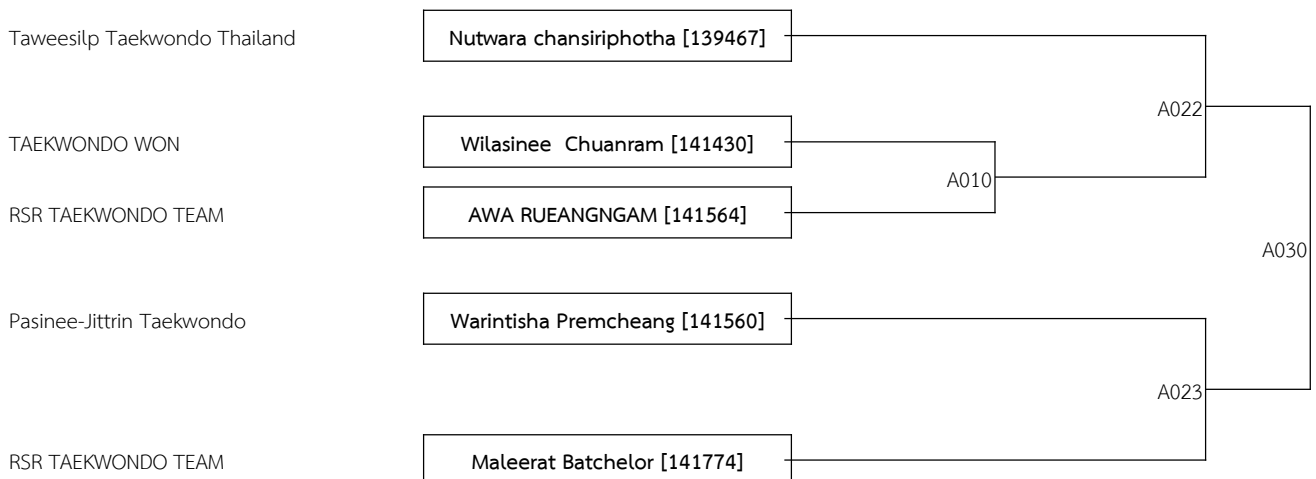 Taweesilp Taekwondo Thailand Nutwara chansiriphotha [139467]
A022
TAEKWONDO WON Wilasinee  Chuanram [141430]
A010
RSR TAEKWONDO TEAM AWA RUEANGNGAM [141564]
A030
Pasinee-Jittrin Taekwondo Warintisha Premcheang [141560]
A023
RSR TAEKWONDO TEAM Maleerat Batchelor [141774]